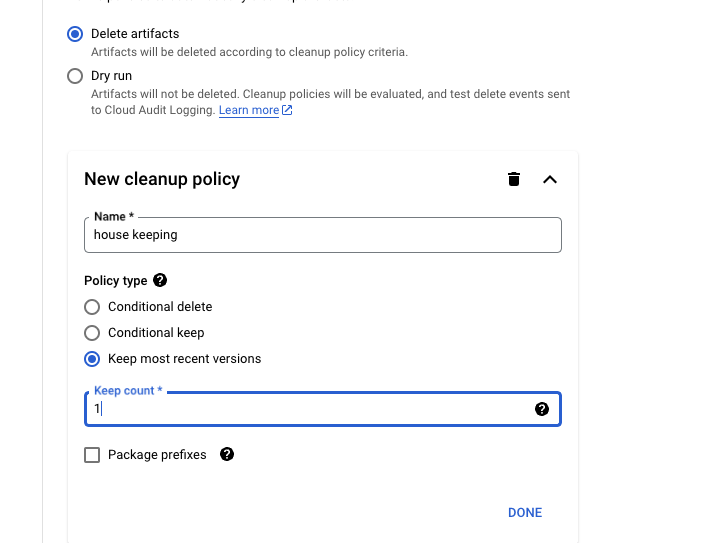 Delete artifacts
Artifacts will be deleted according to cleanup policy criteria.
Dry run
Artifacts will not be deleted. Cleanup policies will be evaluated, and test delete events sent
to Cloud Audit Logging. Learn more
New cleanup policy
Name *
house keeping
Policy type
Conditional delete
Conditional keep
Keep most recent versions
Keep count *
1
Package prefixes
DONE